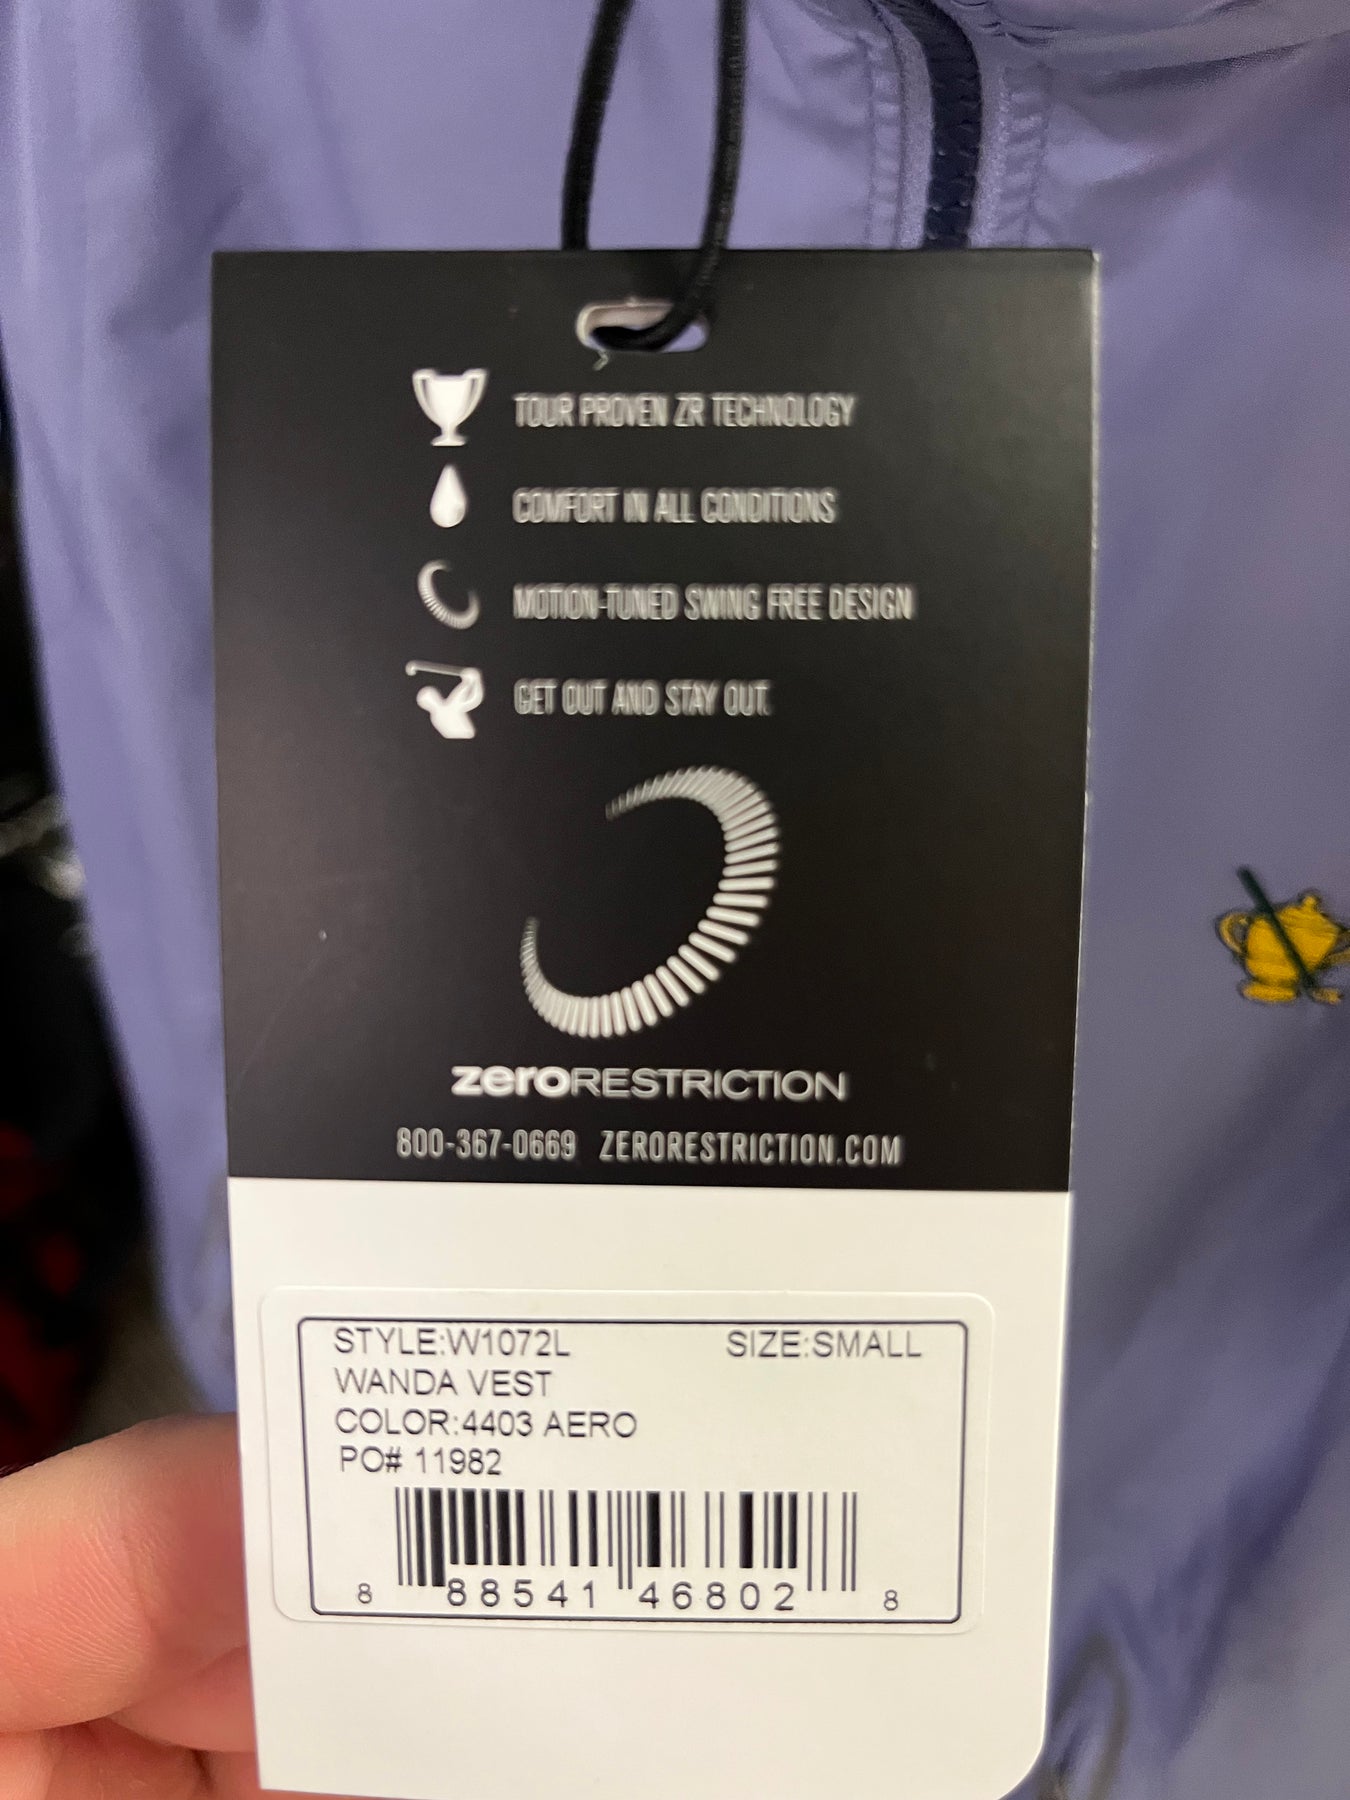 TOUR PROVEN ZR TECHNOLOGY
COMFORT IN ALL CONDITIONS
MOTION-TUNED SWING FREE DESIGN
GET OUT AND STAY OUT.
zeroRESTRICTION
800-367-0669 ZERORESTRICTION.COM
STYLE:W1072L SIZE:SMALL
WANDA VEST
COLOR:4403 AERO
PO# 11982
8 88541 46802 8